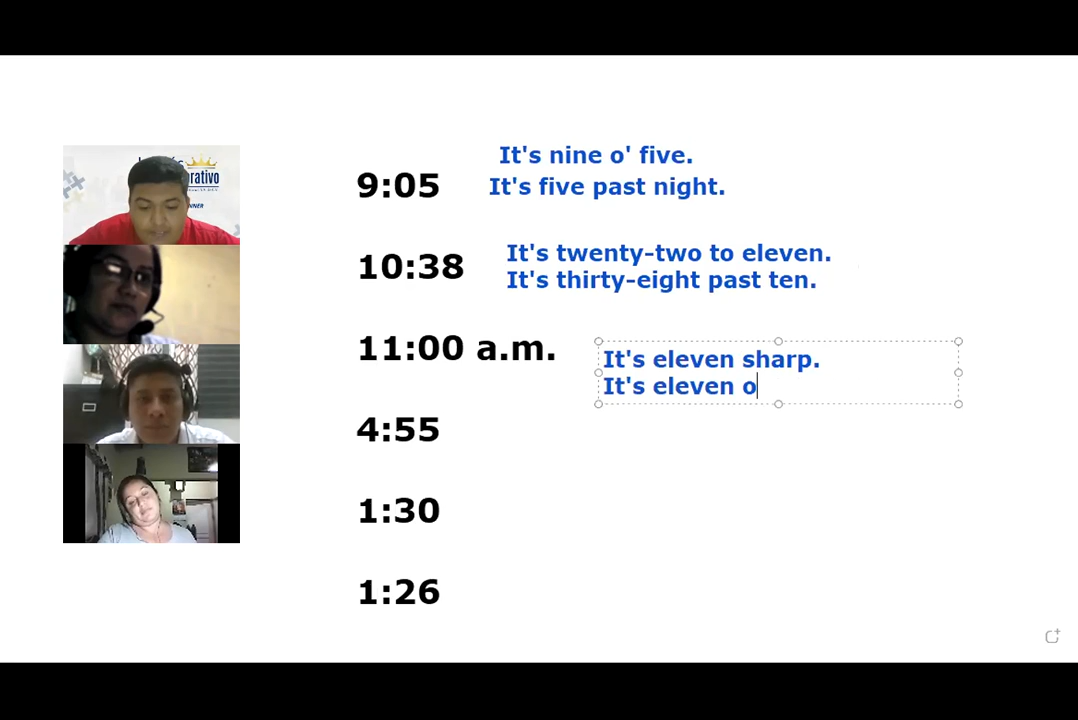 It's nine o' five.
9:05
It's five past night.
It's twenty-two to eleven.
10:38
It's thirty-eight past ten.
11:00 a.m.
It's eleven sharp.
It's eleven o
4:55
1:30
1:26